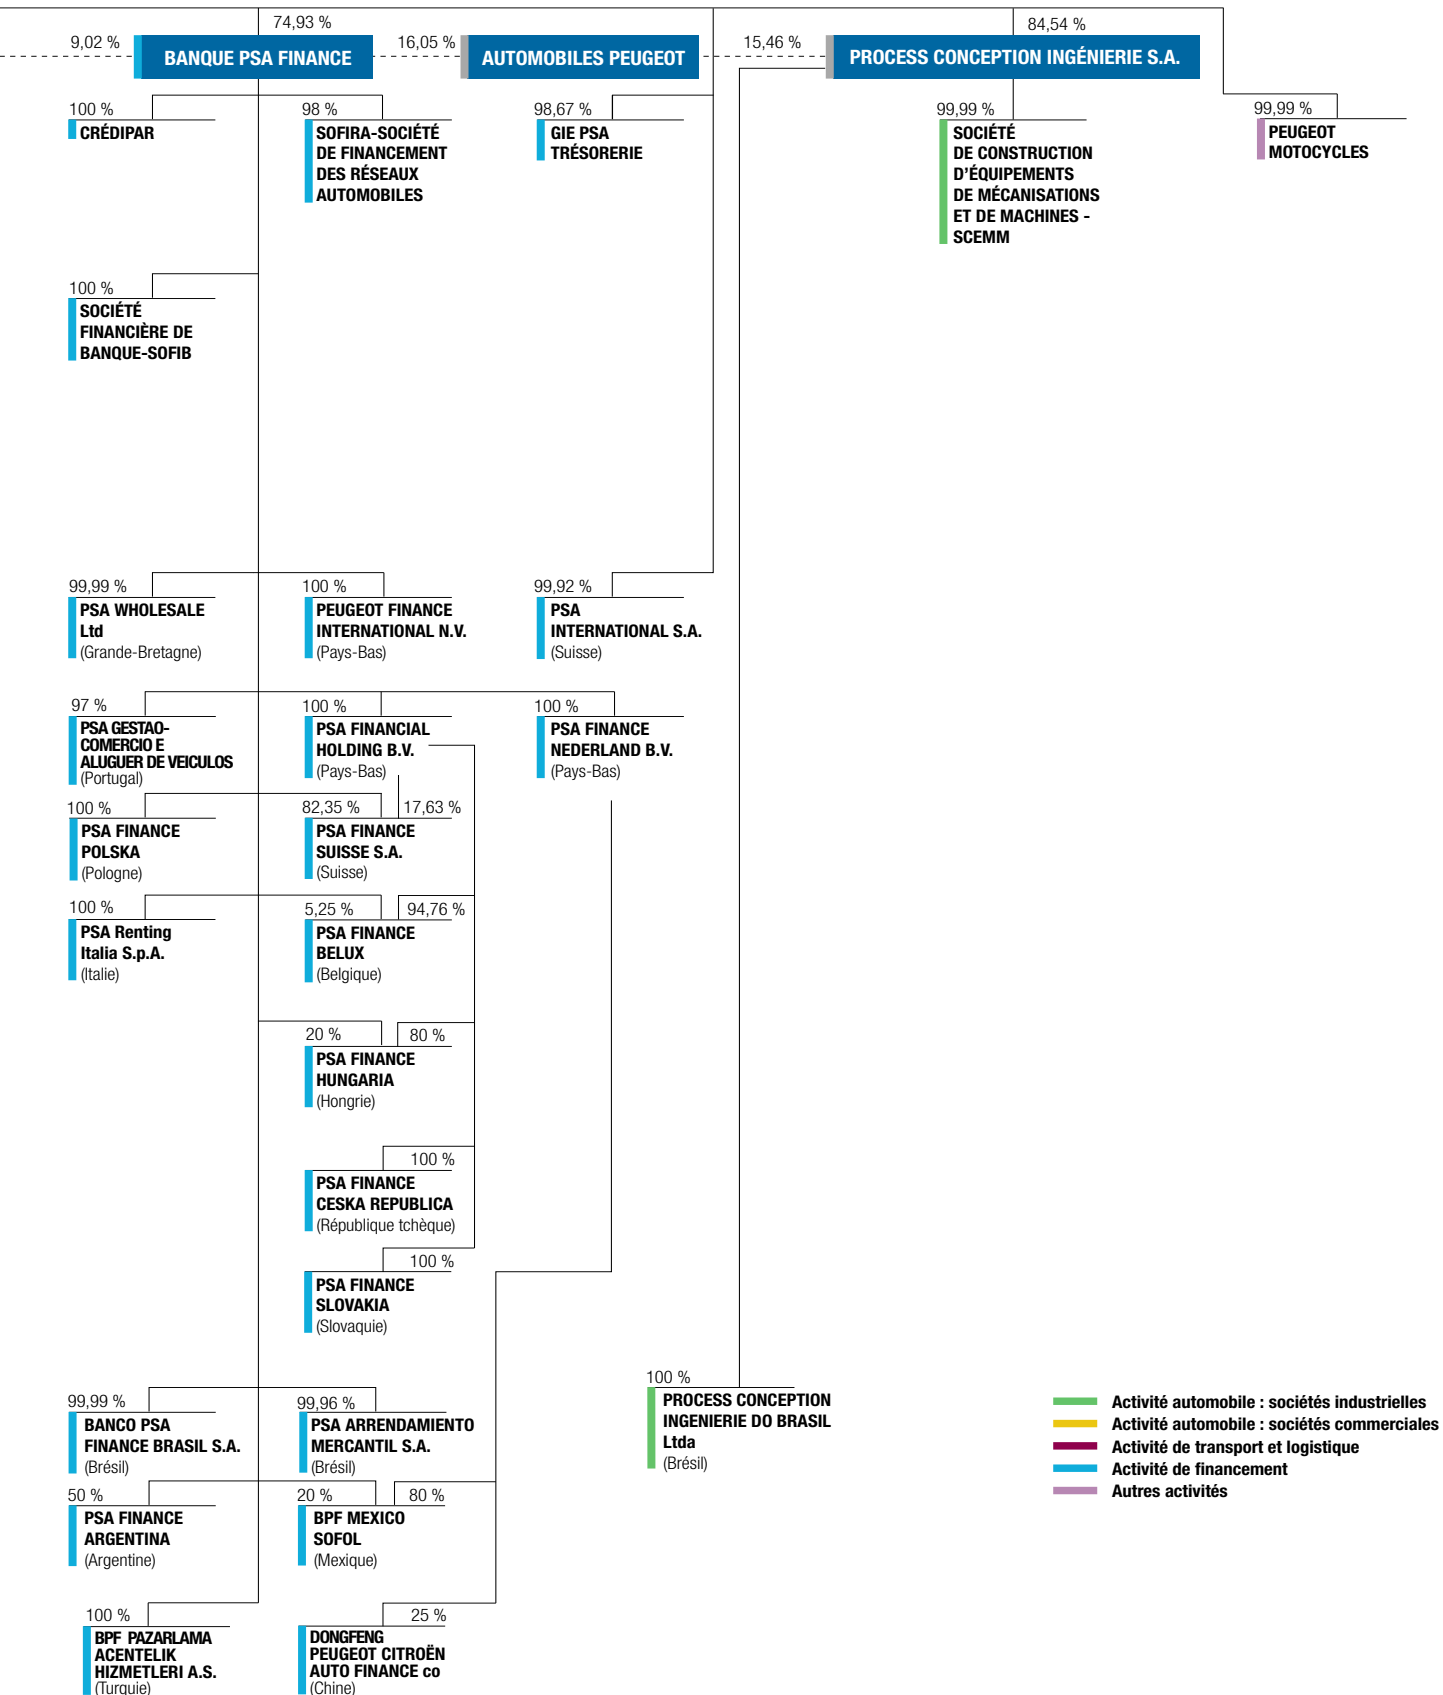 74,93 %
84,54 %
9,02 %
BANQUE PSA FINANCE
16,05 %
AUTOMOBILES PEUGEOT
15,46 %
PROCESS CONCEPTION INGÉNIERIE S.A.
100 %
CRÉDIPAR
98 %
SOFIRA-SOCIÉTÉ
DE FINANCEMENT
DES RÉSEAUX
AUTOMOBILES
98,67 %
GIE PSA
TRÉSORERIE
99,99 %
SOCIÉTÉ
DE CONSTRUCTION
D'ÉQUIPEMENTS
DE MÉCANISATIONS
ET DE MACHINES -
SCEMM
99,99 %
PEUGEOT
MOTOCYCLES
100 %
SOCIÉTÉ
FINANCIÈRE DE
BANQUE-SOFIB
99,99 %
PSA WHOLESALE
Ltd
(Grande-Bretagne)
100 %
PEUGEOT FINANCE
INTERNATIONAL N.V.
(Pays-Bas)
99,92 %
PSA
INTERNATIONAL S.A.
(Suisse)
97 %
PSA GESTAO-
COMERCIO E
ALUGUER DE VEICULOS
(Portugal)
100 %
PSA FINANCIAL
HOLDING B.V.
(Pays-Bas)
100 %
PSA FINANCE
NEDERLAND B.V.
(Pays-Bas)
100 %
PSA FINANCE
POLSKA
(Pologne)
82,35 %
17,63 %
PSA FINANCE
SUISSE S.A.
(Suisse)
100 %
PSA Renting
Italia S.p.A.
(Italie)
5,25 %
94,76 %
PSA FINANCE
BELUX
(Belgique)
20 %
80 %
PSA FINANCE
HUNGARIA
(Hongrie)
100 %
PSA FINANCE
CESKA REPUBLICA
(République tchèque)
100 %
PSA FINANCE
SLOVAKIA
(Slovaquie)
99,99 %
BANCO PSA
FINANCE BRASIL S.A.
(Brésil)
99,96 %
PSA ARRENDAMIENTO
MERCANTIL S.A.
(Brésil)
100 %
PROCESS CONCEPTION
INGENIERIE DO BRASIL
Ltda
(Brésil)
50 %
PSA FINANCE
ARGENTINA
(Argentine)
20 %
80 %
BPF MEXICO
SOFOL
(Mexique)
100 %
BPF PAZARLAMA
ACENTELIK
HIZMETLERI A.S.
(Turquie)
25 %
DONGFENG
PEUGEOT CITROËN
AUTO FINANCE co
(Chine)
Activité automobile : sociétés industrielles
Activité automobile : sociétés commerciales
Activité de transport et logistique
Activité de financement
Autres activités